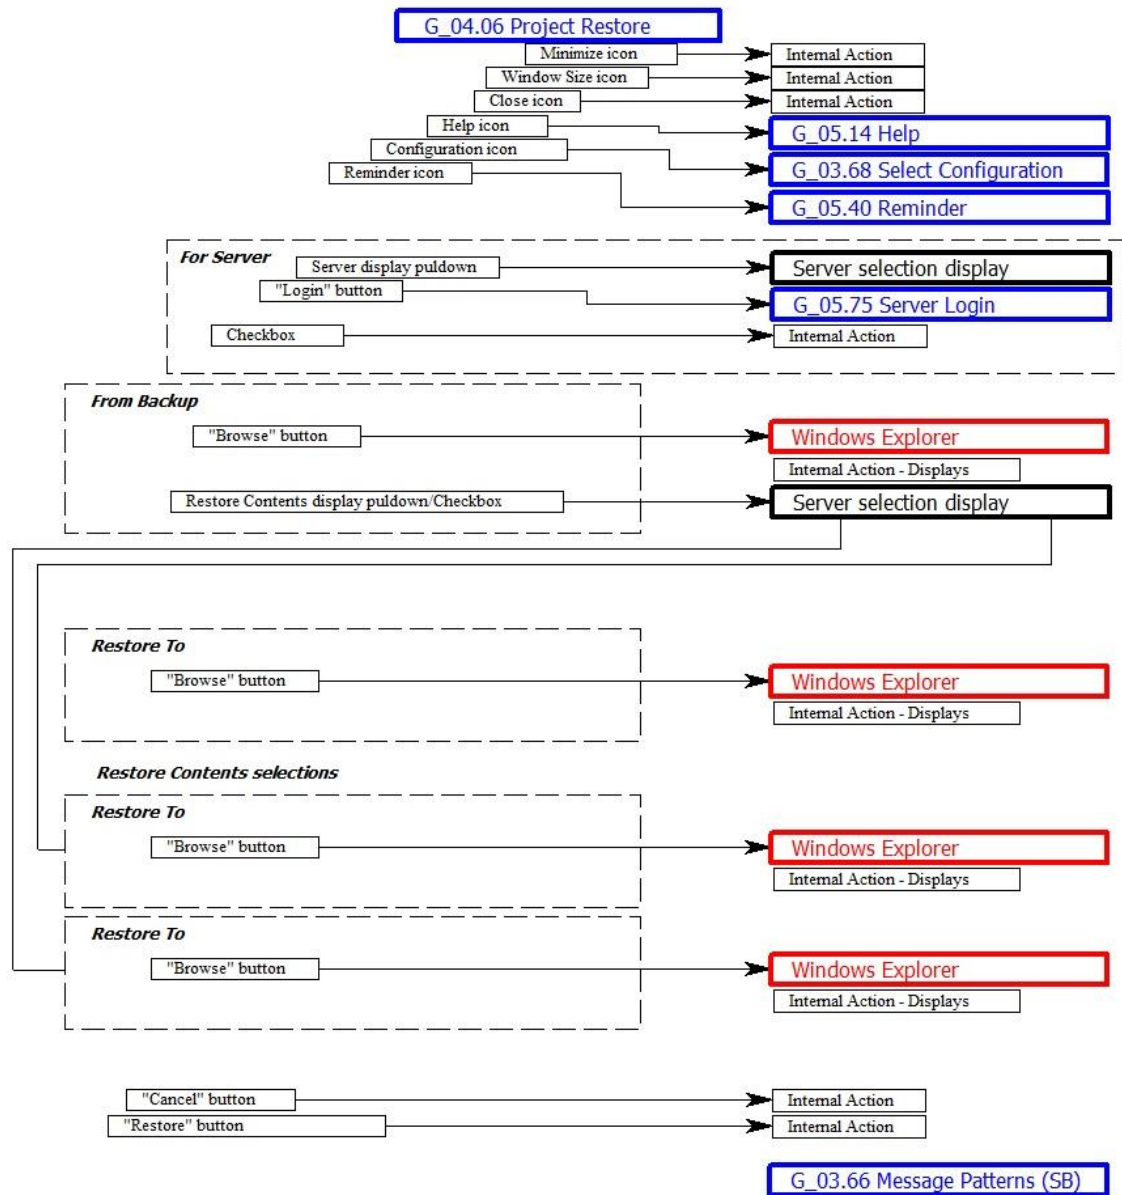 G_04.06 Project Restore
Minimize icon
Internal Action
Window Size icon
Internal Action
Close icon
Internal Action
Help icon
G_05.14 Help
Configuration icon
G_03.68 Select Configuration
Reminder icon
G_05.40 Reminder
For Server
Server display puldown
Server selection display
"Login" button
G_05.75 Server Login
Checkbox
Internal Action
From Backup
"Browse" button
Windows Explorer
Internal Action - Displays
Restore Contents display puldown/Checkbox
Server selection display
Restore To
"Browse" button
Windows Explorer
Internal Action - Displays
Restore Contents selections
Restore To
"Browse" button
Windows Explorer
Internal Action - Displays
Restore To
"Browse" button
Windows Explorer
Internal Action - Displays
"Cancel" button
Internal Action
"Restore" button
Internal Action
G_03.66 Message Patterns (SB)